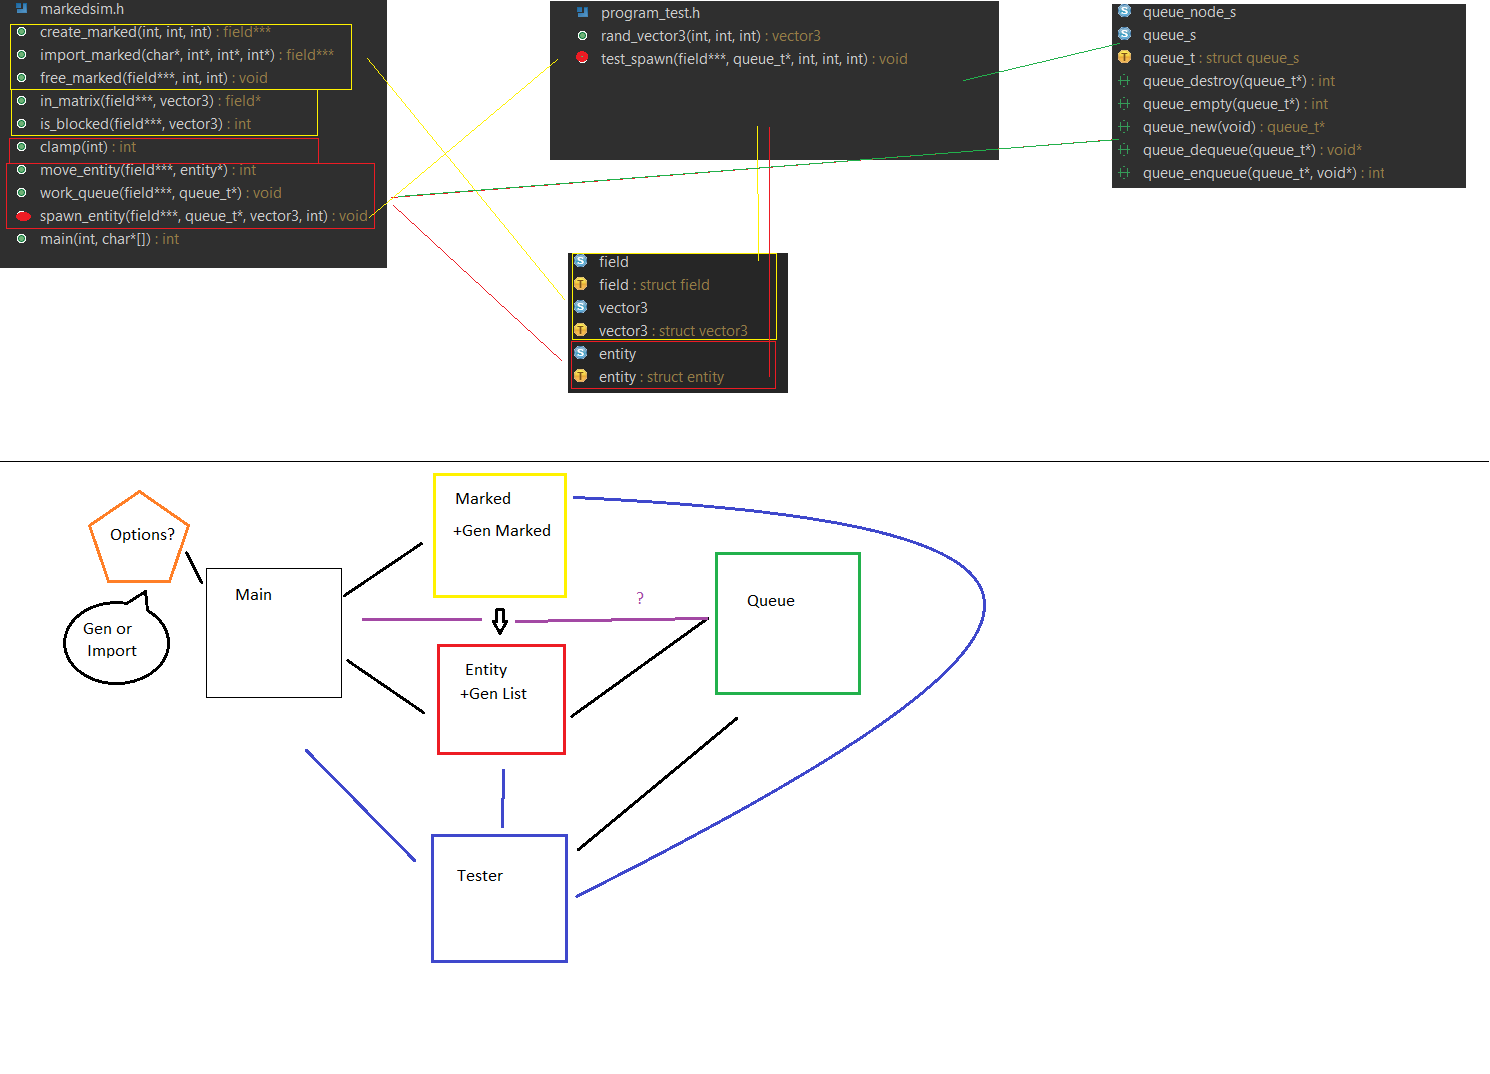 markedsim.h
create_marked(int, int, int) : field***
import_marked(char*, int*, int*, int*) : field***
free_marked(field***, int, int) : void
in_matrix(field***, vector3) : field*
is_blocked(field***, vector3) : int
clamp(int) : int
move_entity(field***, entity*) : int
work_queue(field***, queue_t*) : void
spawn_entity(field***, queue_t*, vector3, int) : void
main(int, char*[]) : int
program_test.h
rand_vector3(int, int, int) : vector3
test_spawn(field***, queue_t*, int, int, int) : void
S queue_node_s
S queue_s
T queue_t : struct queue_s
queue_destroy(queue_t*) : int
queue_empty(queue_t*) : int
queue_new(void) : queue_t*
queue_dequeue(queue_t*) : void*
queue_enqueue(queue_t*, void*) : int
S field
T field : struct field
S vector3
T vector3 : struct vector3
S entity
T entity : struct entity
Options?
Gen or
Import
Main
Marked
+Gen Marked
?
Entity
+Gen List
Queue
Tester